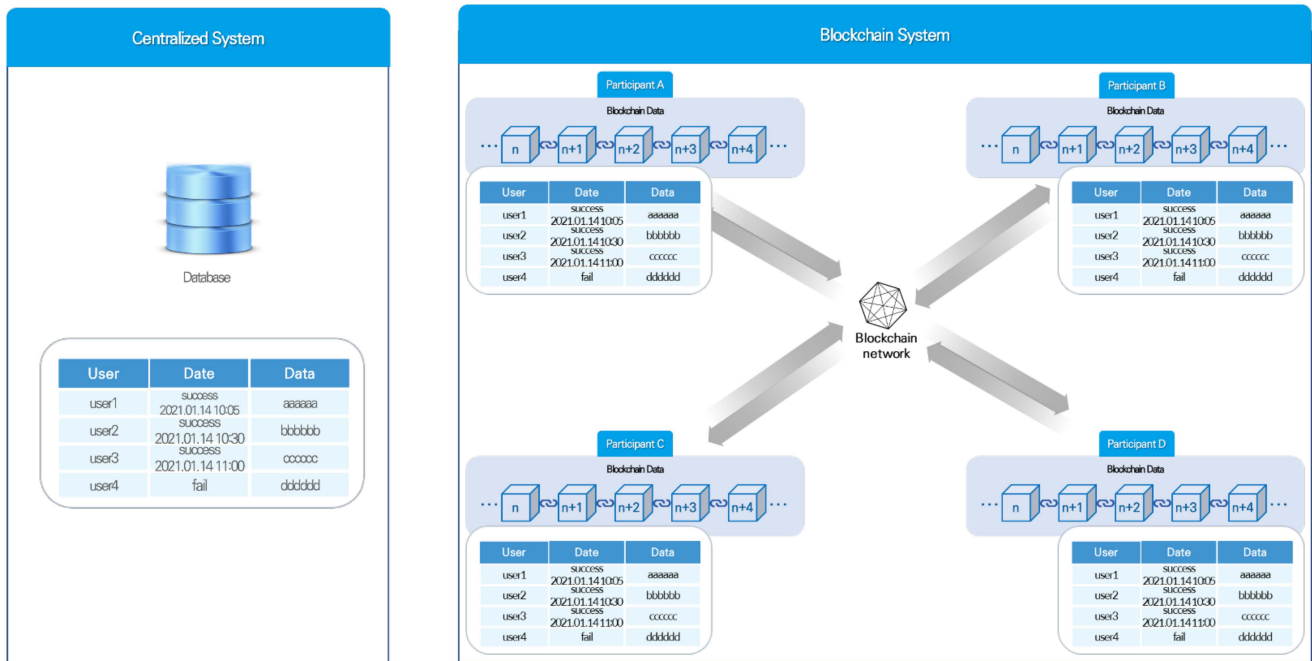 Centralized System
Database
User Date Data
user1 success 2021.01.14 10:05 aaaaaa
user2 success 2021.01.14 10:30 bbbbbb
user3 success 2021.01.14 11:00 cccccc
user4 fail dddddd
Blockchain System
Participant A
Blockchain Data
... n n+1 n+2 n+3 n+4 ...
User Date Data
user1 success 2021.01.14 10:05 aaaaaa
user2 success 2021.01.14 10:30 bbbbbb
user3 success 2021.01.14 11:00 cccccc
user4 fail dddddd
Participant B
Blockchain Data
... n n+1 n+2 n+3 n+4 ...
User Date Data
user1 success 2021.01.14 10:05 aaaaaa
user2 success 2021.01.14 10:30 bbbbbb
user3 success 2021.01.14 11:00 cccccc
user4 fail dddddd
Blockchain
network
Participant C
Blockchain Data
... n n+1 n+2 n+3 n+4 ...
User Date Data
user1 success 2021.01.14 10:05 aaaaaa
user2 success 2021.01.14 10:30 bbbbbb
user3 success 2021.01.14 11:00 cccccc
user4 fail dddddd
Participant D
Blockchain Data
... n n+1 n+2 n+3 n+4 ...
User Date Data
user1 success 2021.01.14 10:05 aaaaaa
user2 success 2021.01.14 10:30 bbbbbb
user3 success 2021.01.14 11:00 cccccc
user4 fail dddddd